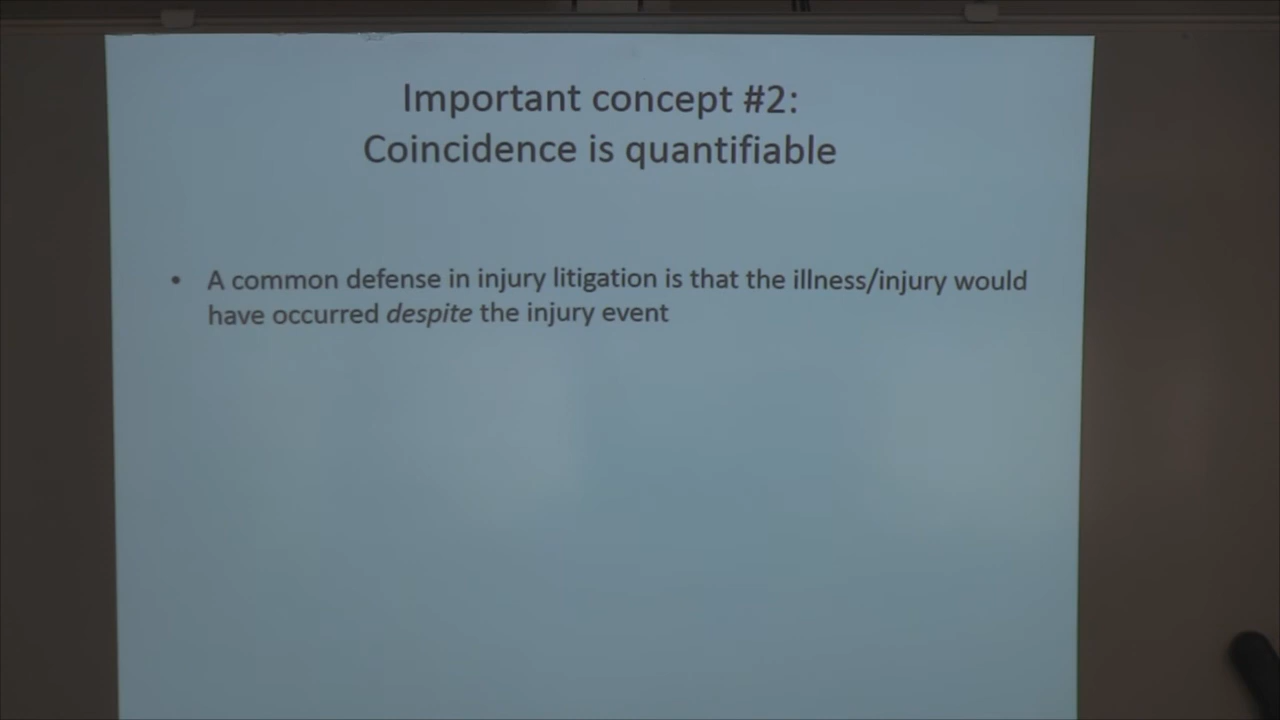 Important concept #2:
Coincidence is quantifiable
• A common defense in injury litigation is that the illness/injury would
have occurred despite the injury event